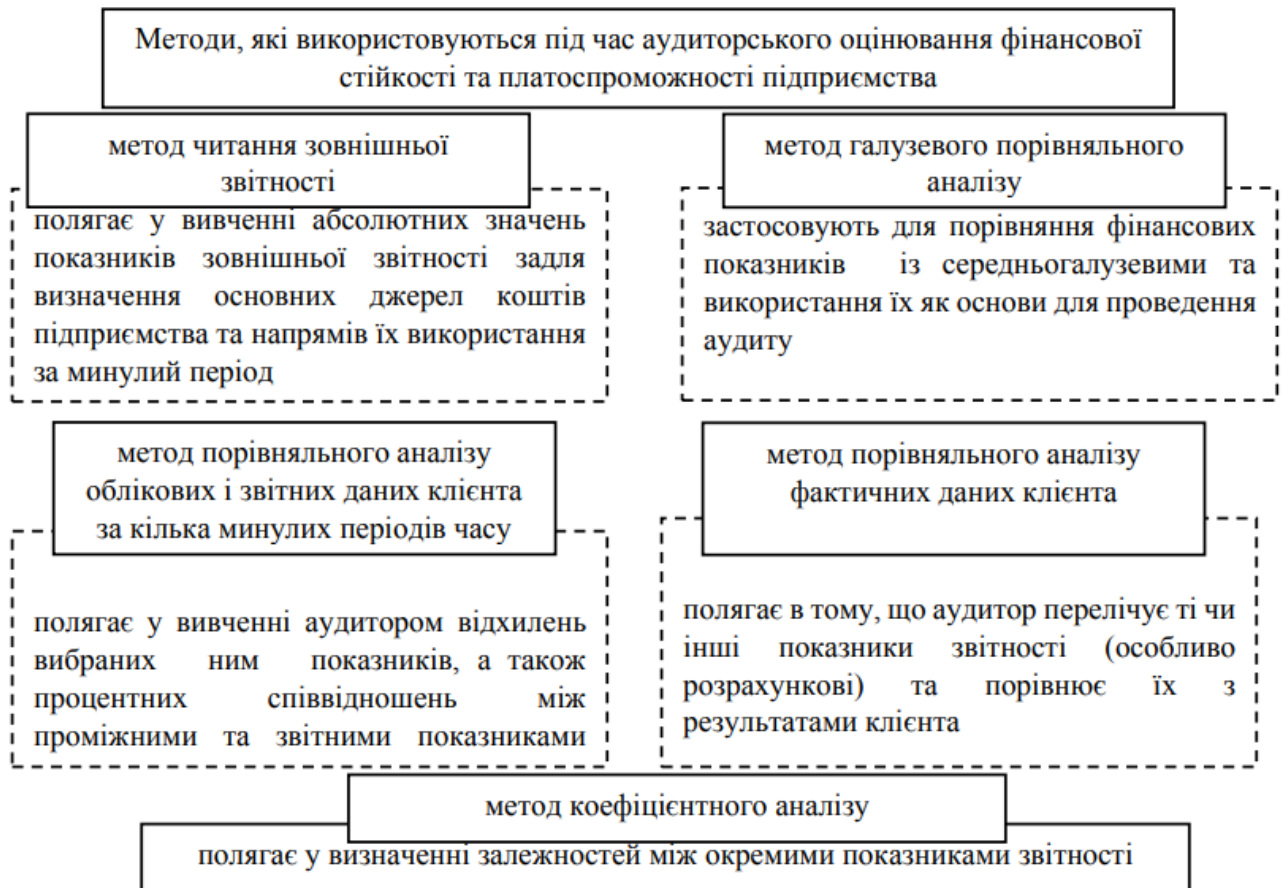 Методи, які використовуються під час аудиторського оцінювання фінансової
стійкості та платоспроможності підприємства
метод читання зовнішньої
звітності
полягає у вивченні абсолютних значень
показників зовнішньої звітності задля
визначення основних джерел коштів
підприємства та напрямів їх використання
за минулий період
метод галузевого порівняльного
аналізу
застосовують для порівняння фінансових
показників із середньогалузевими та
використання їх як основи для проведення
аудиту
метод порівняльного аналізу
облікових і звітних даних клієнта
за кілька минулих періодів часу
полягає у вивченні аудитором відхилень
вибраних ним показників, а також
процентних співвідношень між
проміжними та звітними показниками
метод порівняльного аналізу
фактичних даних клієнта
полягає в тому, що аудитор перелічує ті чи
інші показники звітності (особливо
розрахункові) та порівнює їх з
результатами клієнта
метод коефіцієнтного аналізу
полягає у визначенні залежностей між окремими показниками звітності